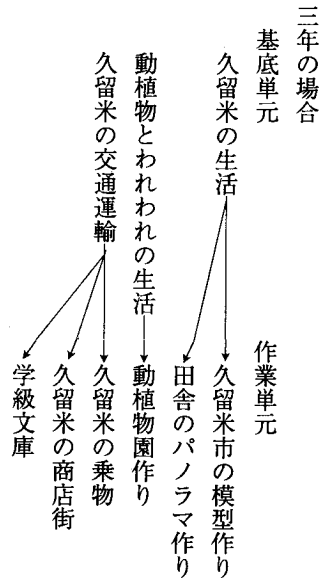 三年の場合
基底単元
作業単元
久留米の生活
久留米市の模型作り
田舎のパノラマ作り
動植物とわれわれの生活
動植物園作り
久留米の交通運輸
久留米の乗物
久留米の商店街
学級文庫